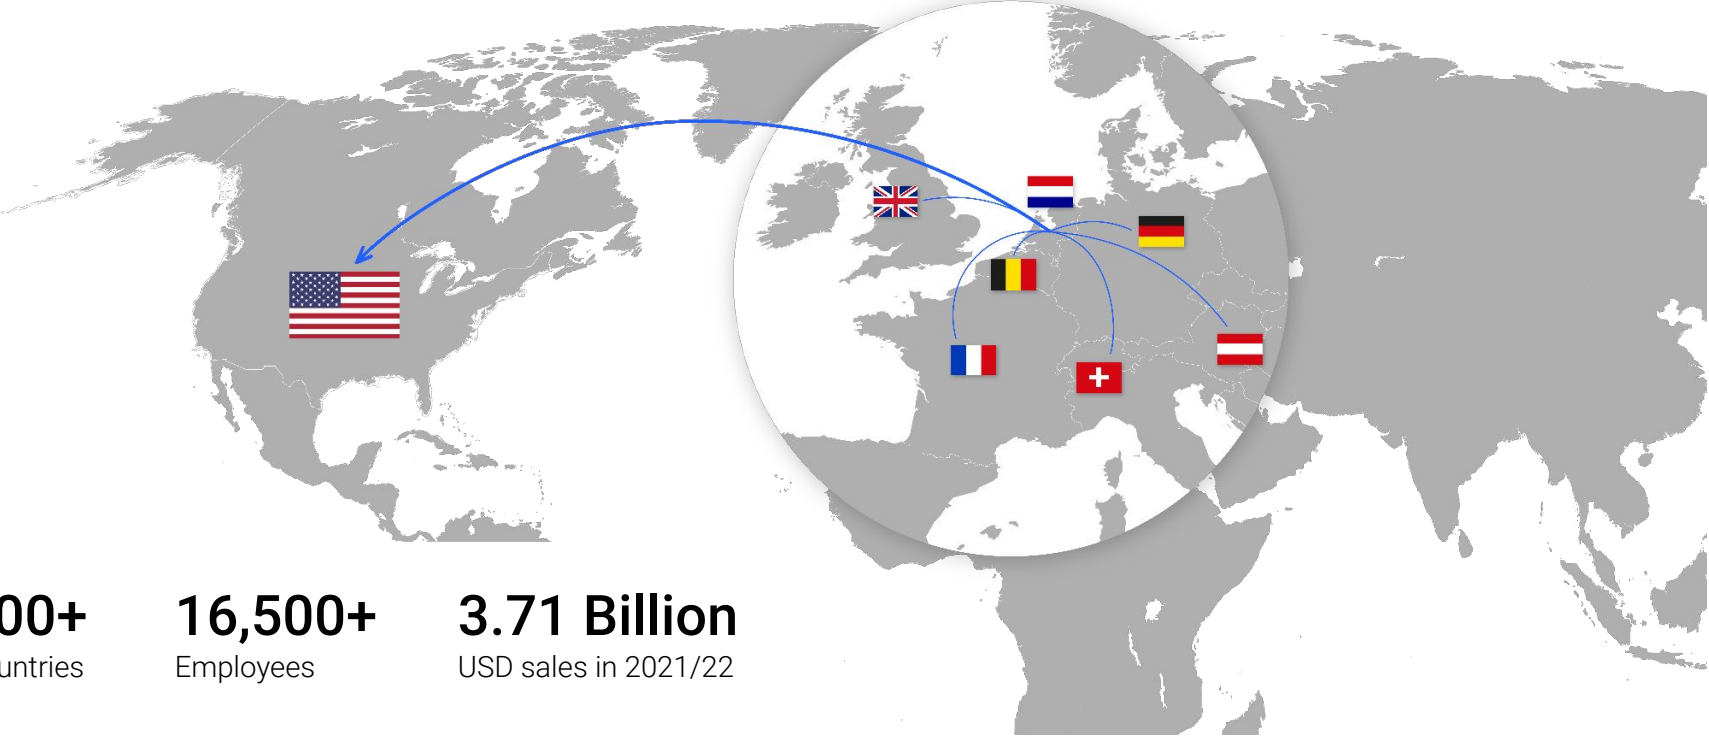 00+
untries
16,500+
Employees
3.71 Billion
USD sales in 2021/22